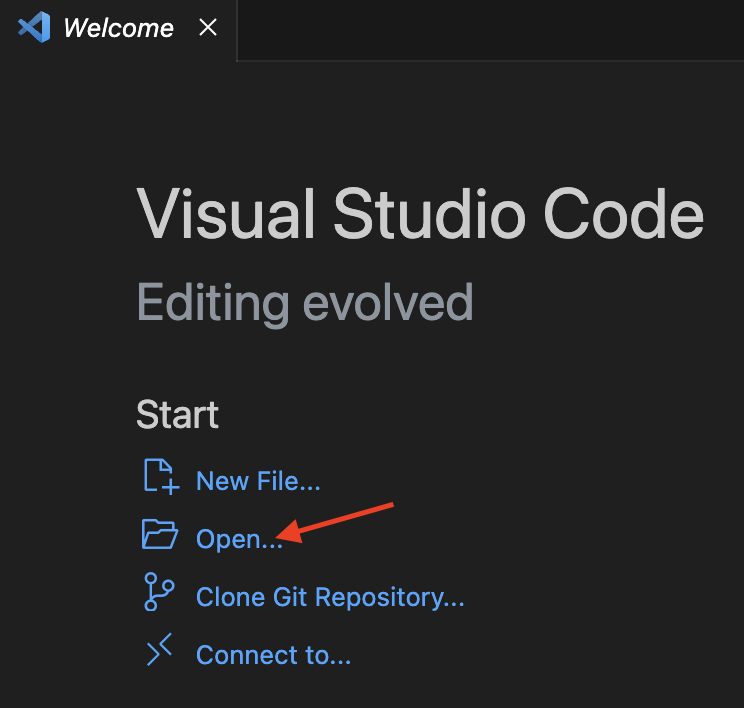 Welcome
Visual Studio Code
Editing evolved
Start
New File...
Open...
Clone Git Repository...
Connect to...